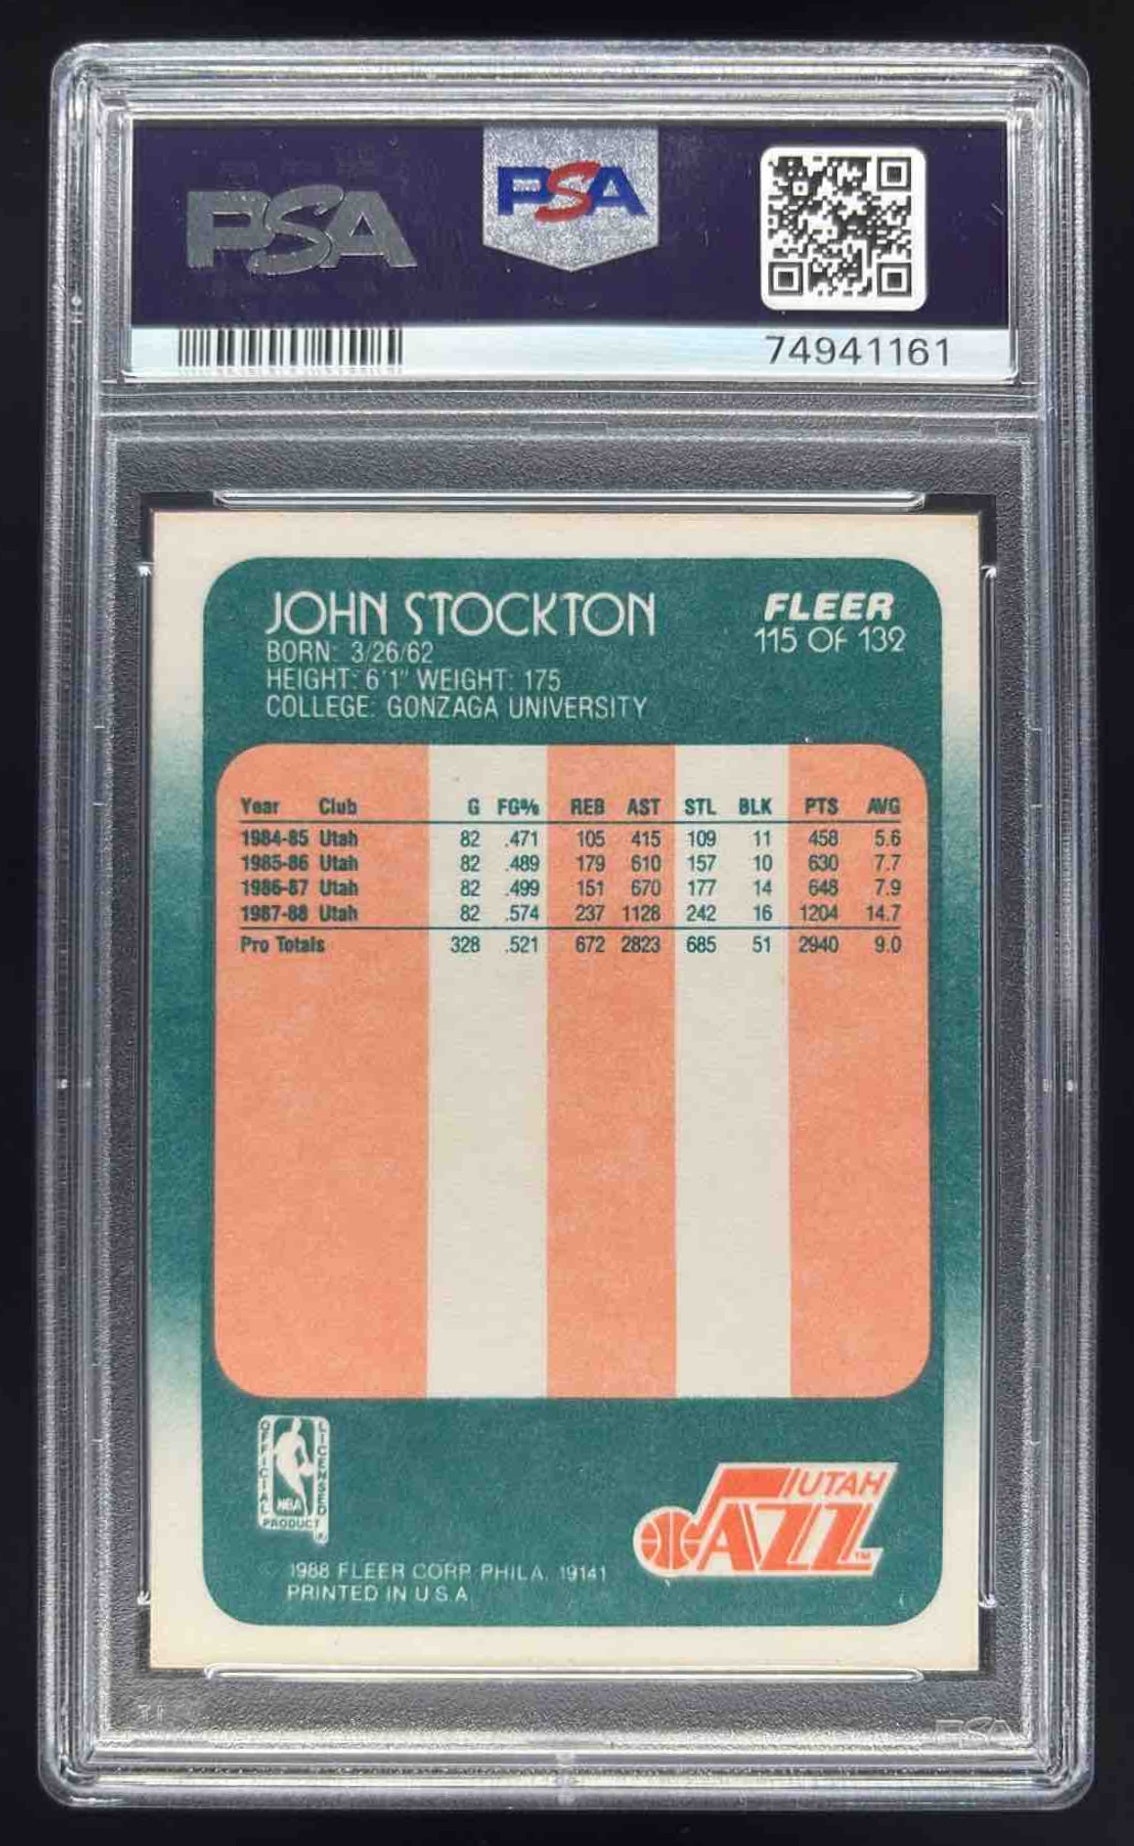 PSA PSA
74941161
JOHN STOCKTON
FLEER
115 OF 132
BORN: 3/26/62
HEIGHT: 6'1" WEIGHT: 175
COLLEGE: GONZAGA UNIVERSITY
Year Club G FG% REB AST STL BLK PTS AVG
1984-85 Utah 82 .471 105 415 109 11 458 5.6
1985-86 Utah 82 .489 179 610 157 10 630 7.7
1986-87 Utah 82 .499 151 670 177 14 648 7.9
1987-88 Utah 82 .574 237 1128 242 16 1204 14.7
Pro Totals 328 .521 672 2823 685 51 2940 9.0
OFFICIAL LICENSED
NBA
PRODUCT ®
UTAH
JAZZ ™
1988 FLEER CORP. PHILA. 19141
PRINTED IN U.S.A
PSA